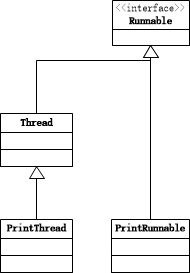 <<interface>>
Runnable
Thread
PrintThread
PrintRunnable